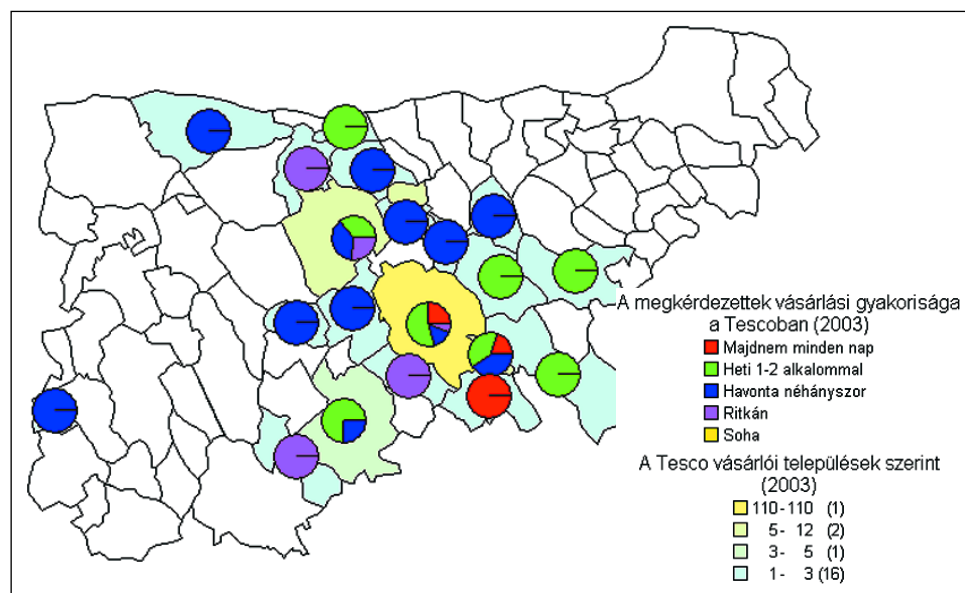 A megkérdezettek vásárlási gyakorisága
a Tescoban (2003)
Majdnem minden nap
Heti 1-2 alkalommal
Havonta néhányszor
Ritkán
Soha
A Tesco vásárlói települések szerint
(2003)
110- 110 (1)
5- 12 (2)
3- 5 (1)
1- 3 (16)